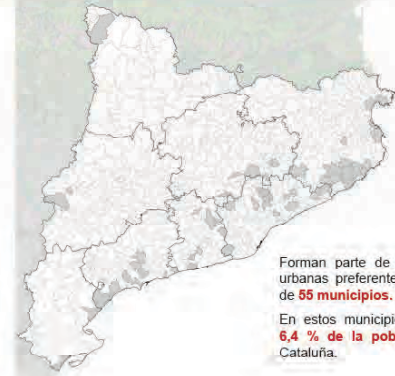 Forman parte de
urbanas preferente
de 55 municipios.
En estos municipi
6,4 % de la pob
Cataluña.